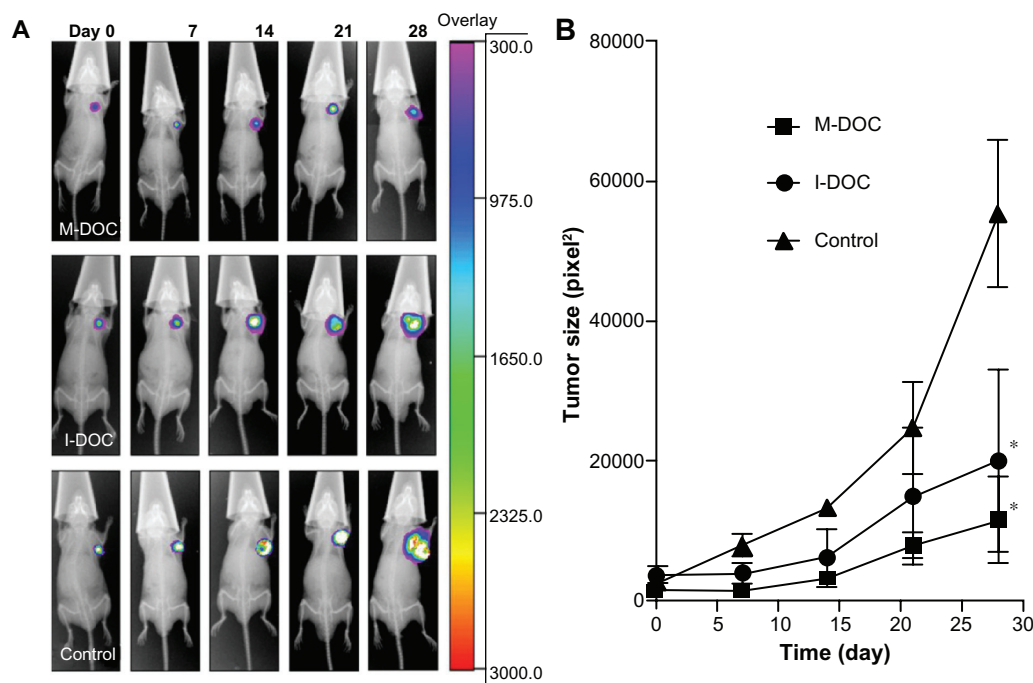 A
Day 0 7 14 21 28
Overlay
M-DOC
I-DOC
Control
300.0
975.0
1650.0
2325.0
3000.0
B
80000
60000
40000
20000
0
Tumor size (pixel²)
M-DOC
I-DOC
Control
*
*
0 5 10 15 20 25 30
Time (day)